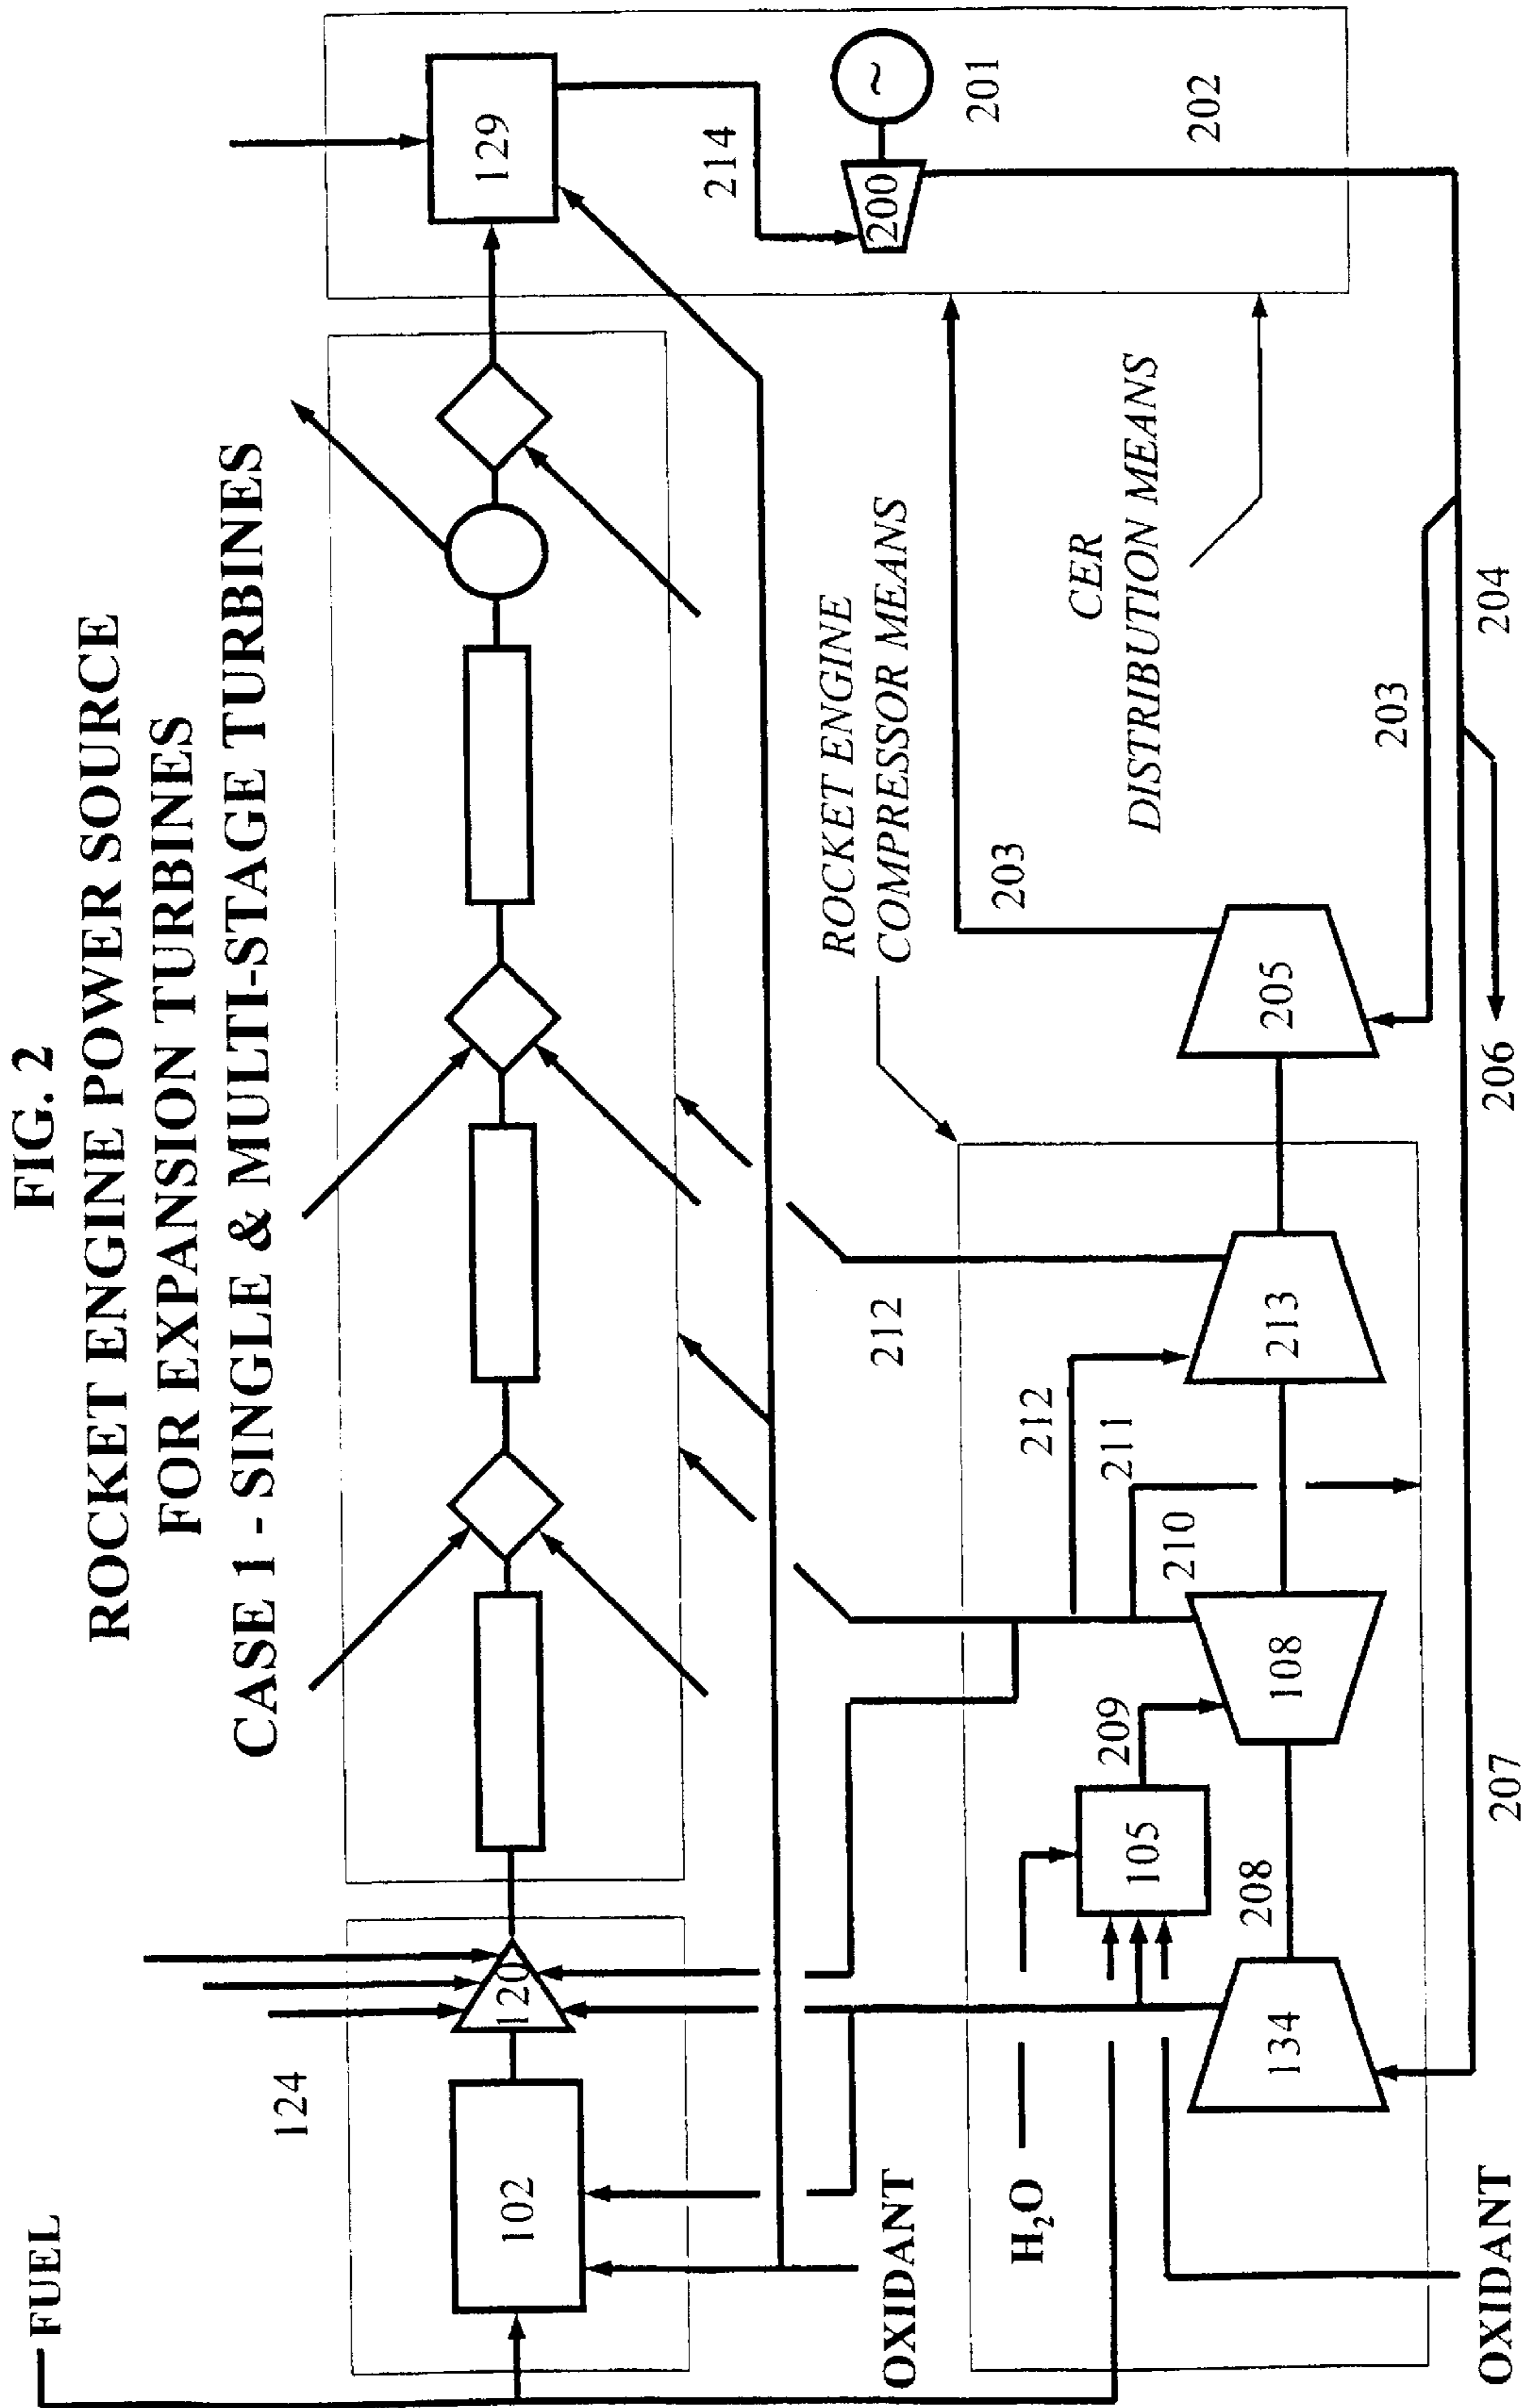 FIG. 2
ROCKET ENGINE POWER SOURCE
FOR EXPANSION TURBINES
CASE 1 - SINGLE & MULTI-STAGE TURBINES
FUEL
124
102
120
129
214
200
~
201
202
OXIDANT
ROCKET ENGINE
COMPRESSOR MEANS
CER
DISTRIBUTION MEANS
203
212
H₂O
105
209
212
211
210
134
208
108
213
205
203
204
206
207
OXIDANT